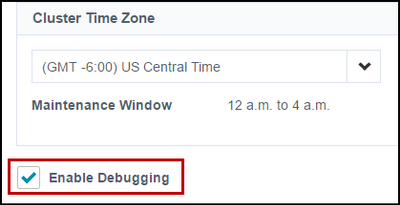 Cluster Time Zone
(GMT -6:00) US Central Time
Maintenance Window 12 a.m. to 4 a.m.
Enable Debugging